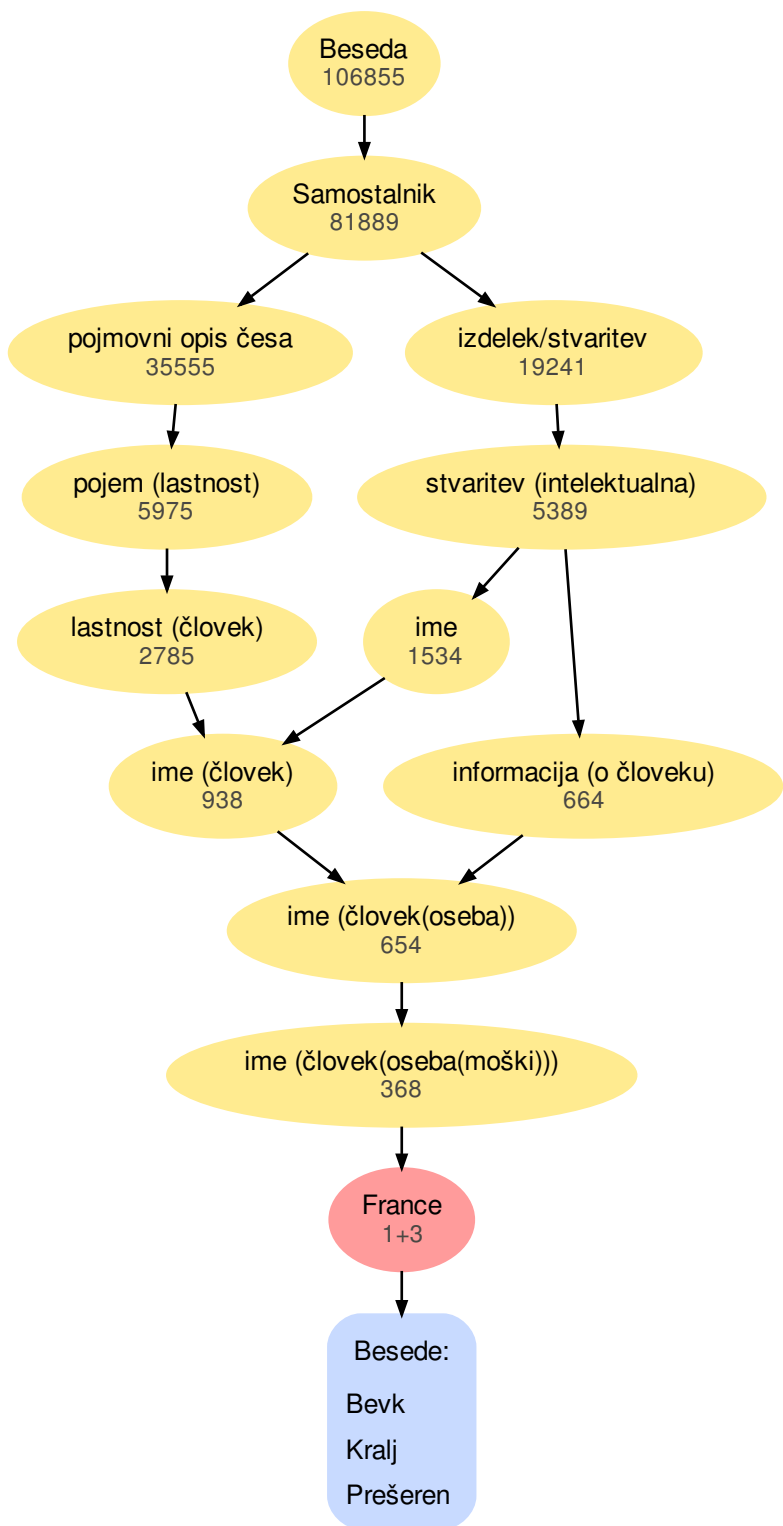 Beseda
106855
Samostalnik
81889
pojmovni opis česa
35555
izdelek/stvaritev
19241
pojem (lastnost)
5975
stvaritev (intelektualna)
5389
lastnost (človek)
2785
ime
1534
ime (človek)
938
informacija (o človeku)
664
ime (človek(oseba))
654
ime (človek(oseba(moški)))
368
France
1+3
Besede:
Bevk
Kralj
Prešeren